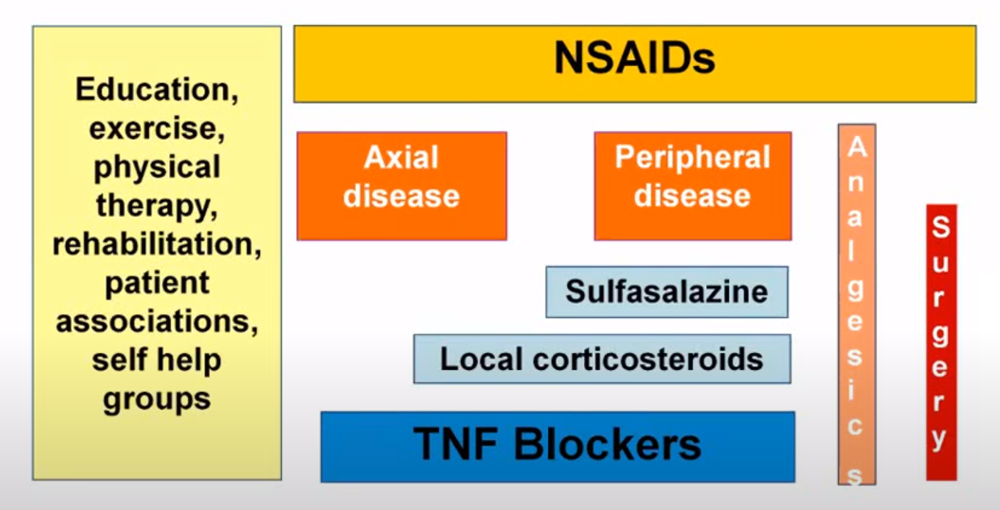 NSAIDs
Education,
exercise,
physical
therapy,
rehabilitation,
patient
associations,
self help
groups
Axial
disease
Peripheral
disease
Sulfasalazine
Local corticosteroids
TNF Blockers
Analgesics
Surgery